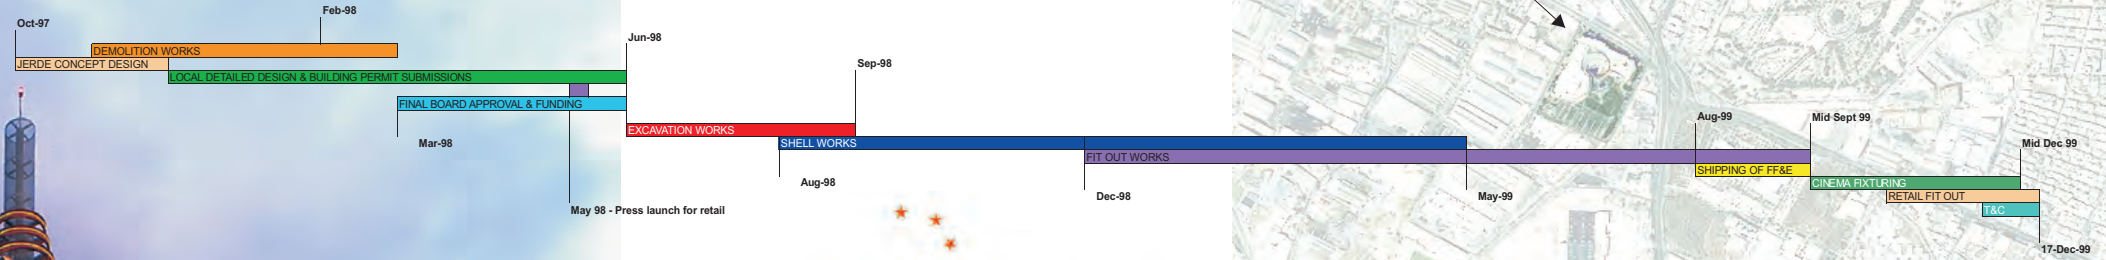 Oct-97
Feb-98
Jun-98
DEMOLITION WORKS
JERDE CONCEPT DESIGN
LOCAL DETAILED DESIGN & BUILDING PERMIT SUBMISSIONS
Sep-98
FINAL BOARD APPROVAL & FUNDING
EXCAVATION WORKS
Mar-98
SHELL WORKS
FIT OUT WORKS
Aug-99
Mid Sept 99
Mid Dec 99
SHIPPING OF FF&E
Aug-98
CINEMA FIXTURING
Dec-98
May-99
RETAIL FIT OUT
May 98 - Press launch for retail
T&C
17-Dec-99